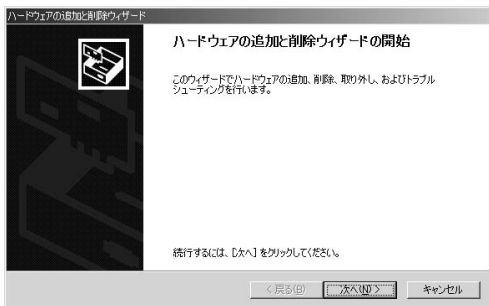 ハードウェアの追加と削除ウィザード
ハードウェアの追加と削除ウィザードの開始
このウィザードでハードウェアの追加、削除、取り外し、およびトラブル
シューティングを行います。
続行するには、[次へ] をクリックしてください。
< 戻る(B)
次へ(N) >
キャンセル